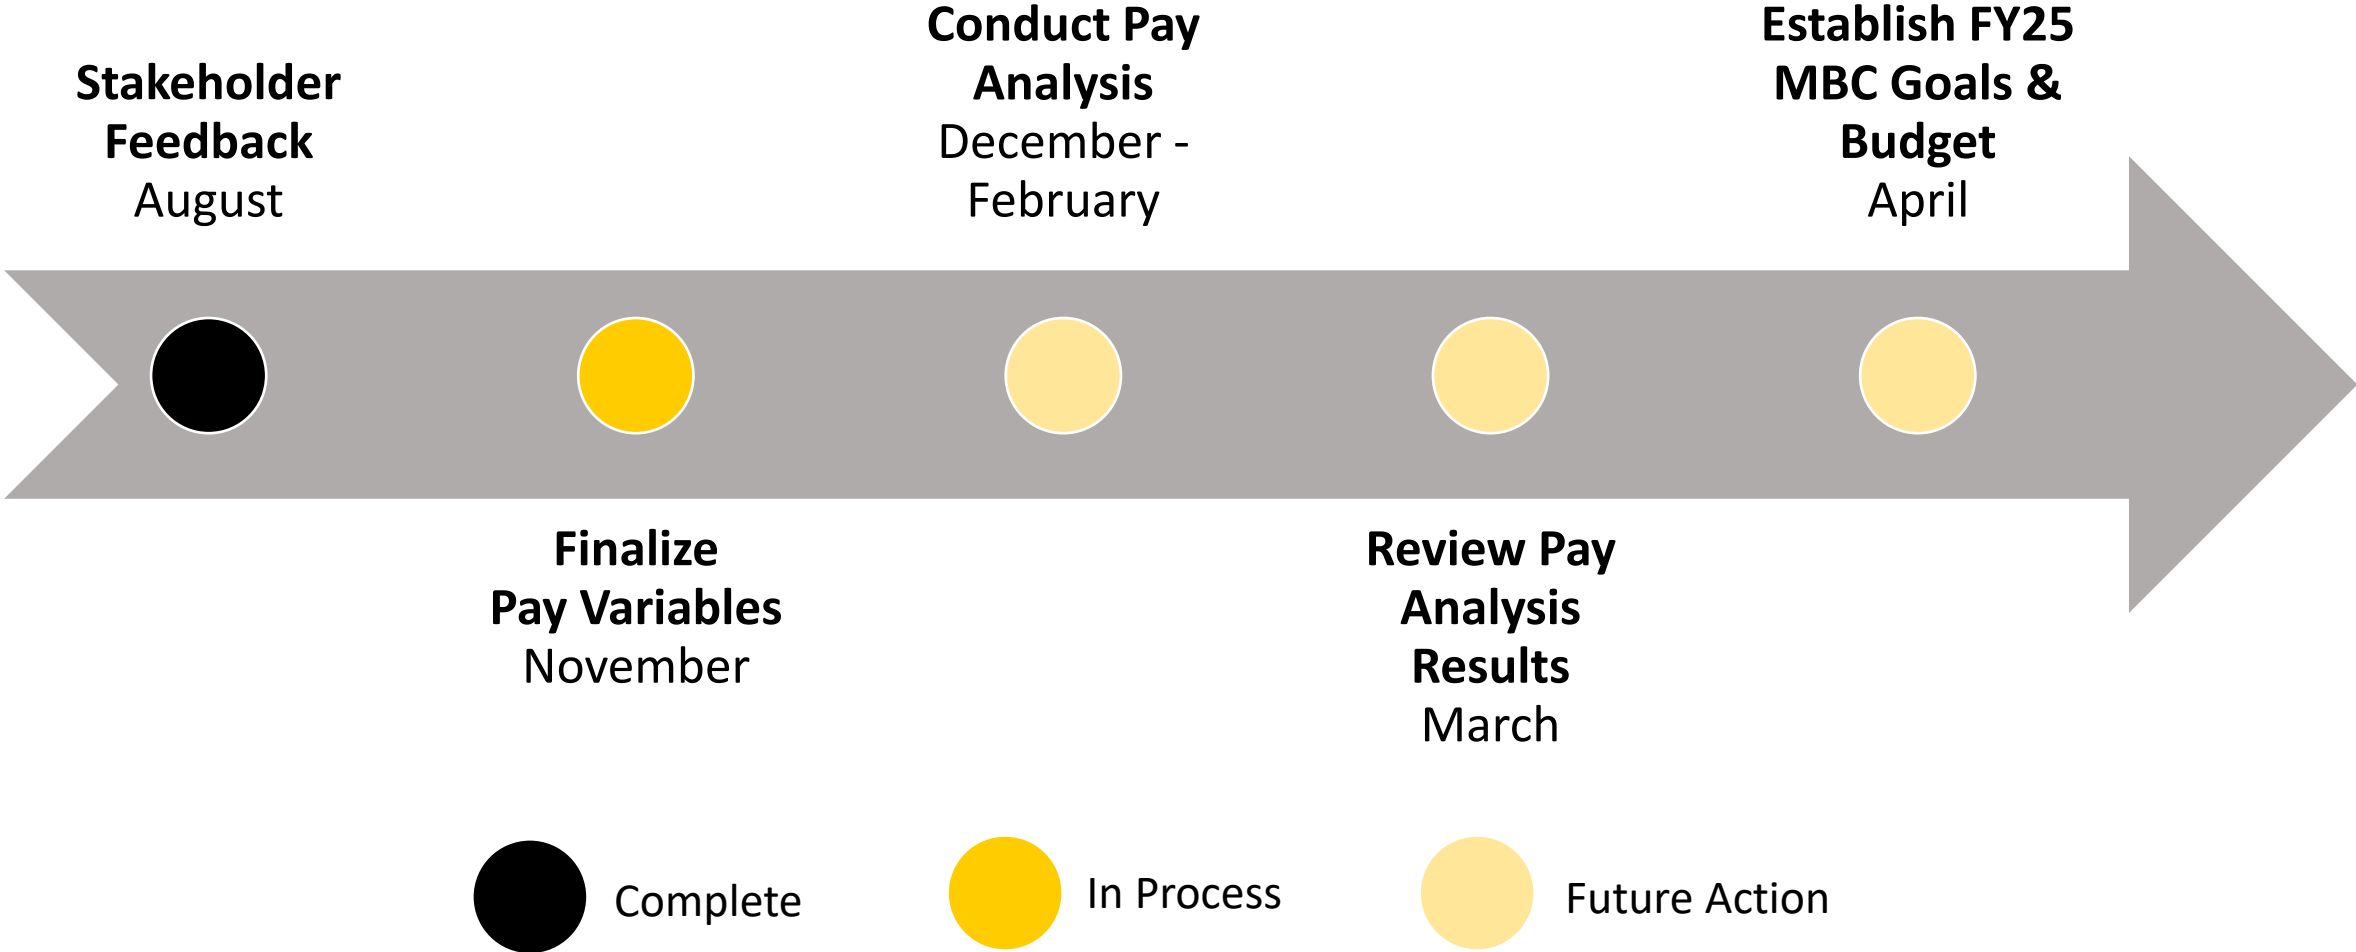 Stakeholder
Feedback
August
Finalize
Pay Variables
November
Conduct Pay
Analysis
December -
February
Review Pay
Analysis
Results
March
Establish FY25
MBC Goals &
Budget
April
Complete
In Process
Future Action